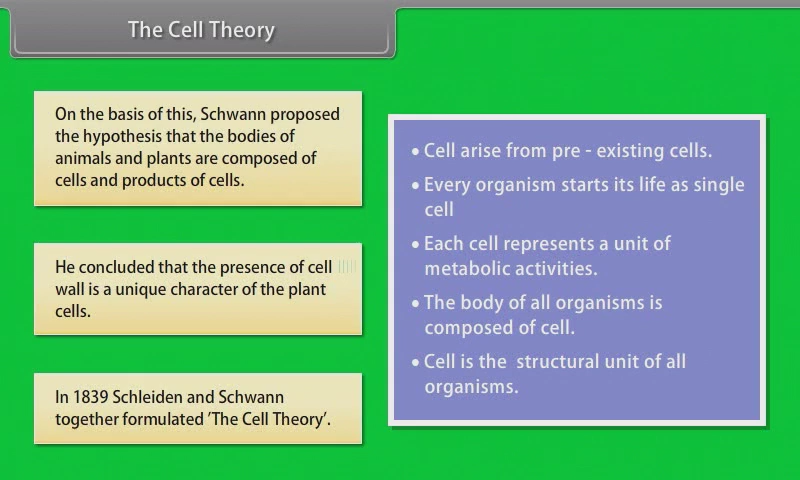 The Cell Theory
On the basis of this, Schwann proposed
the hypothesis that the bodies of
animals and plants are composed of
cells and products of cells.
He concluded that the presence of cell
wall is a unique character of the plant
cells.
In 1839 Schleiden and Schwann
together formulated ‘The Cell Theory’.
• Cell arise from pre - existing cells.
• Every organism starts its life as single
cell
• Each cell represents a unit of
metabolic activities.
• The body of all organisms is
composed of cell.
• Cell is the structural unit of all
organisms.